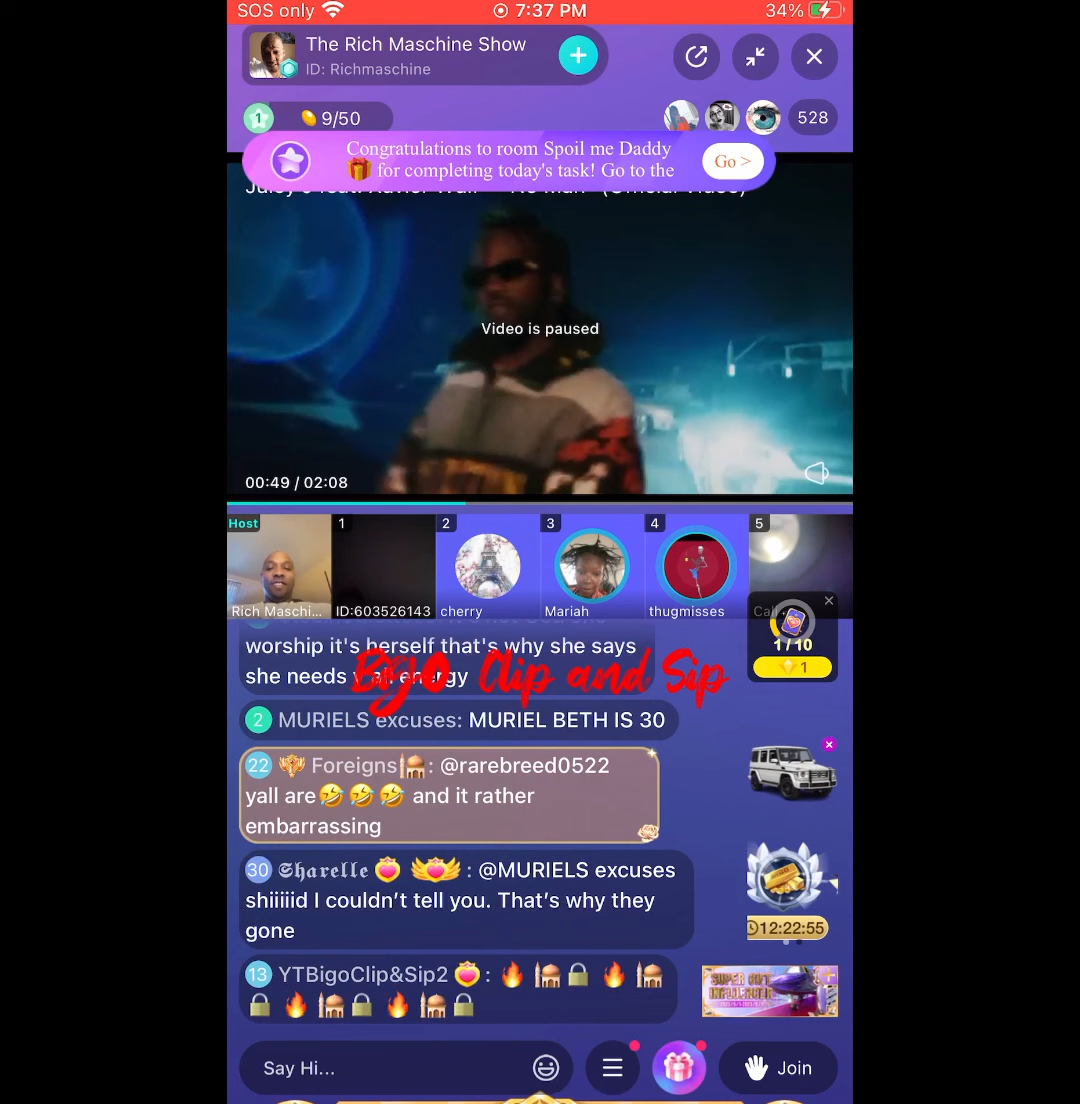 SOS only
7:37 PM
34%
The Rich Maschine Show
ID: Richmaschine
1
9/50
528
Congratulations to room Spoil me Daddy
🎁 for completing today's task! Go to the
Go >
Video is paused
00:49 / 02:08
Host
1
2
3
4
5
Rich Maschi...
ID:603526143
cherry
Mariah
thugmisses
1/10
1
worship it's herself that's why she says
she needs
Bigo Clip and Sip
2 MURIELS excuses: MURIEL BETH IS 30
22 Foreigns🕌: @rarebreed0522
yall are🤣🤣🤣 and it rather
embarrassing
30 𝕾𝖍𝖆𝖗𝖊𝖑𝖑𝖊 : @MURIELS excuses
shiiiiid I couldn’t tell you. That’s why they
gone
12:22:55
13 YTBigoClip&Sip2 : 🔥 🕌🔒 🔥 🕌
🔒 🔥 🕌🔒 🔥 🕌🔒
SUPER GIFT
Say Hi...
Join